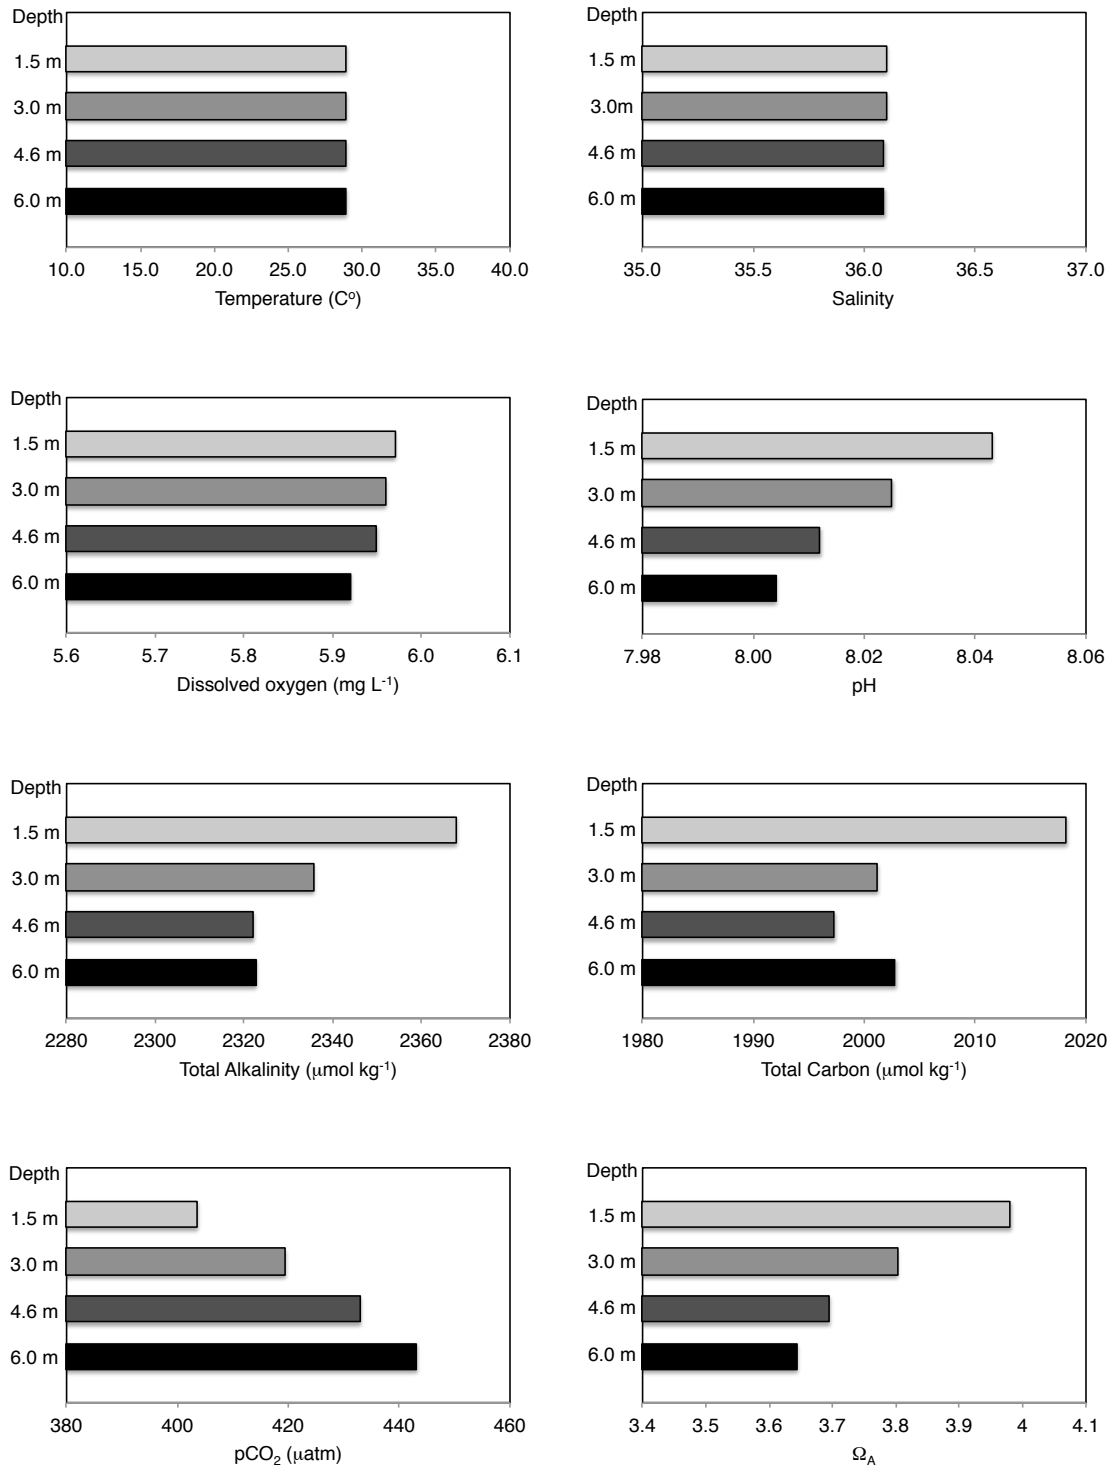 Depth
1.5 m
3.0 m
4.6 m
6.0 m
10.0 15.0 20.0 25.0 30.0 35.0 40.0
Temperature (Cº)
Depth
1.5 m
3.0m
4.6 m
6.0 m
35.0 35.5 36.0 36.5 37.0
Salinity
Depth
1.5 m
3.0 m
4.6 m
6.0 m
5.6 5.7 5.8 5.9 6.0 6.1
Dissolved oxygen (mg L⁻¹)
Depth
1.5 m
3.0 m
4.6 m
6.0 m
7.98 8.00 8.02 8.04 8.06
pH
Depth
1.5 m
3.0 m
4.6 m
6.0 m
2280 2300 2320 2340 2360 2380
Total Alkalinity (μmol kg⁻¹)
Depth
1.5 m
3.0 m
4.6 m
6.0 m
1980 1990 2000 2010 2020
Total Carbon (μmol kg⁻¹)
Depth
1.5 m
3.0 m
4.6 m
6.0 m
380 400 420 440 460
pCO₂ (μatm)
Depth
1.5 m
3.0 m
4.6 m
6.0 m
3.4 3.5 3.6 3.7 3.8 3.9 4 4.1
Ω_A